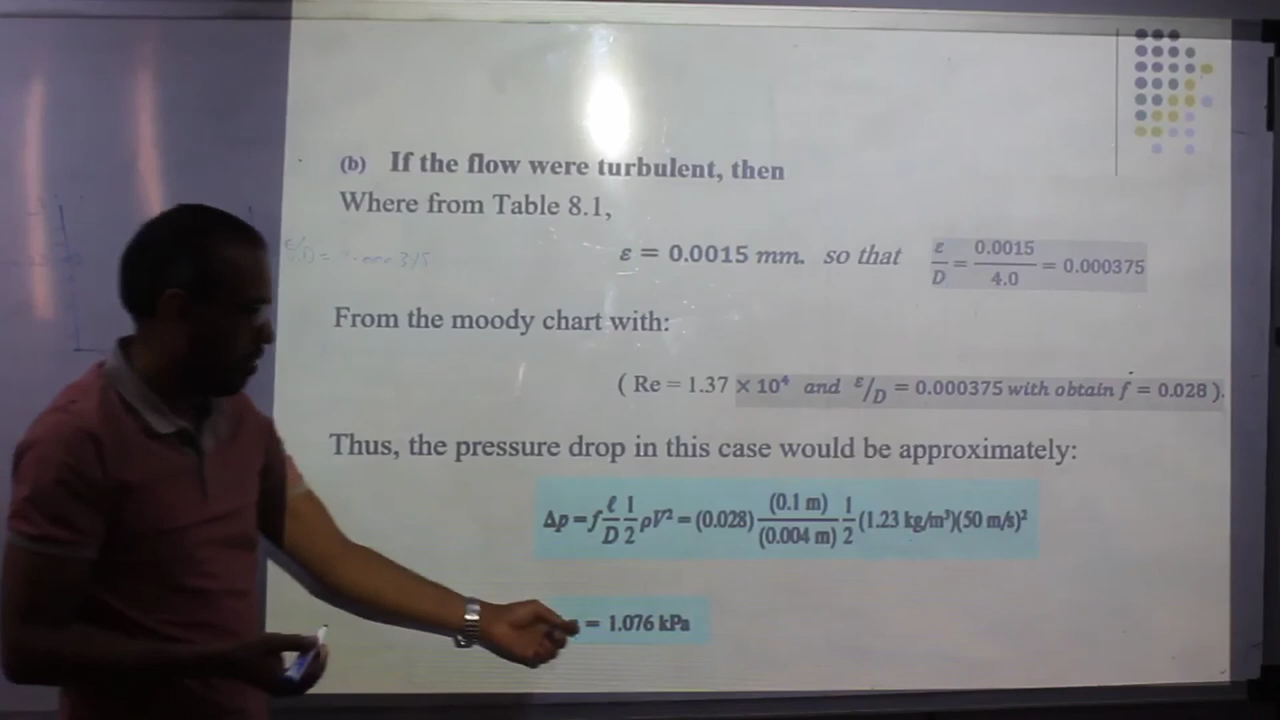 (b) If the flow were turbulent, then
Where from Table 8.1,
ε = 0.0015 mm. so that ε/D = 0.0015/4.0 = 0.000375
From the moody chart with:
( Re = 1.37 × 10⁴ and ε/D = 0.000375 with obtain f = 0.028 ).
Thus, the pressure drop in this case would be approximately:
Δp = f ℓ/D 1/2 ρV² = (0.028) (0.1 m)/(0.004 m) 1/2 (1.23 kg/m³)(50 m/s)²
= 1.076 kPa